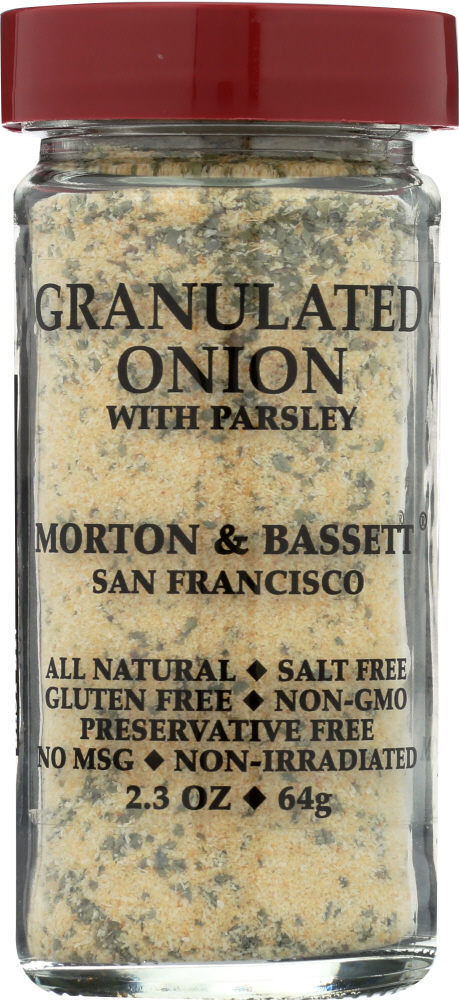 GRANULATED
ONION
WITH PARSLEY
MORTON & BASSETT®
SAN FRANCISCO
ALL NATURAL ◆ SALT FREE
GLUTEN FREE ◆ NON-GMO
PRESERVATIVE FREE
NO MSG ◆ NON-IRRADIATED
2.3 OZ ◆ 64g